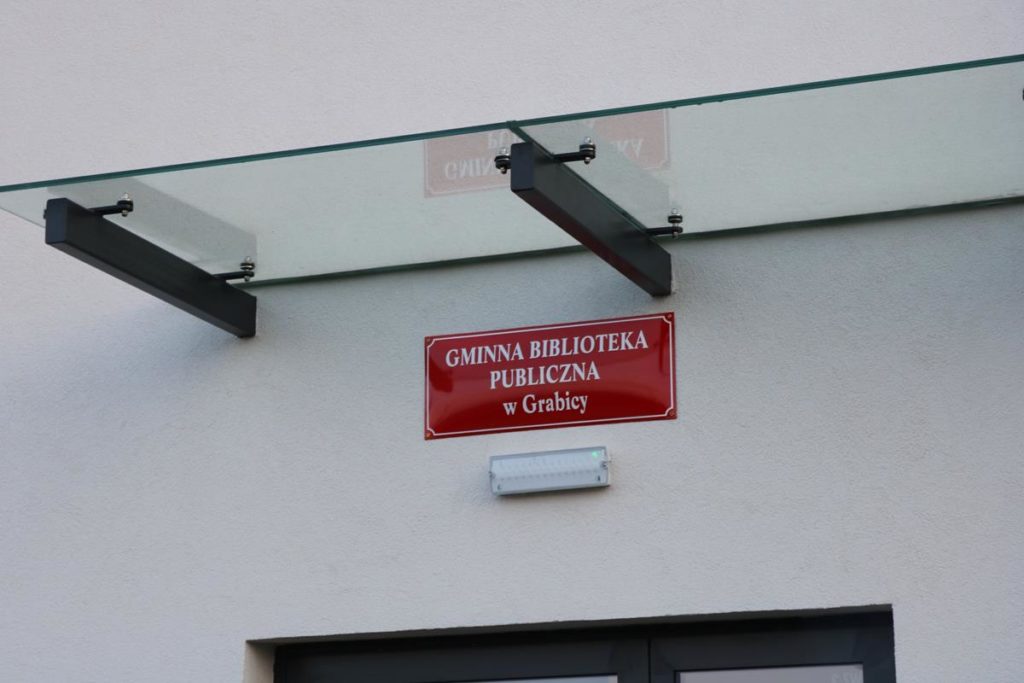 GMINNA BIBLIOTEKA
PUBLICZNA
w Grabicy